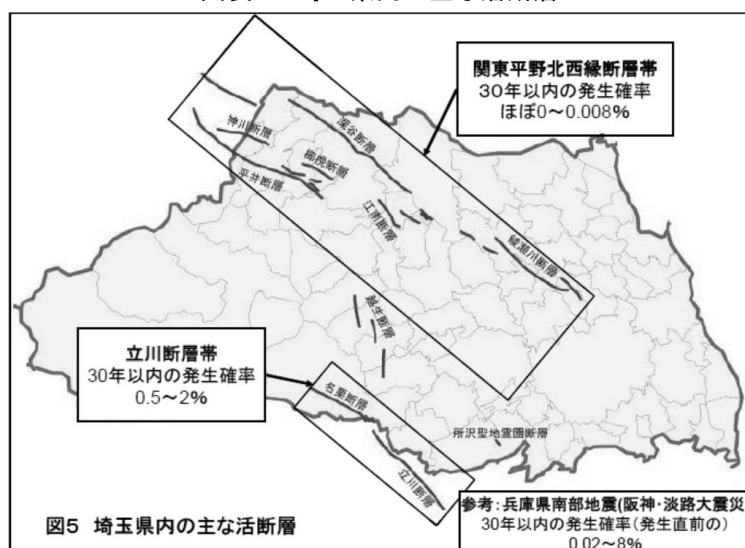 関東平野北西縁断層帯
30年以内の発生確率
ほぼ0～0.008%
深谷断層
神川断層
櫛挽断層
平井断層
江南断層
綾瀬川断層
越生断層
立川断層帯
30年以内の発生確率
0.5～2%
名栗断層
所沢聖地霊園断層
立川断層
参考:兵庫県南部地震(阪神・淡路大震災
30年以内の発生確率(発生直前の)
0.02～8%
図5 埼玉県内の主な活断層